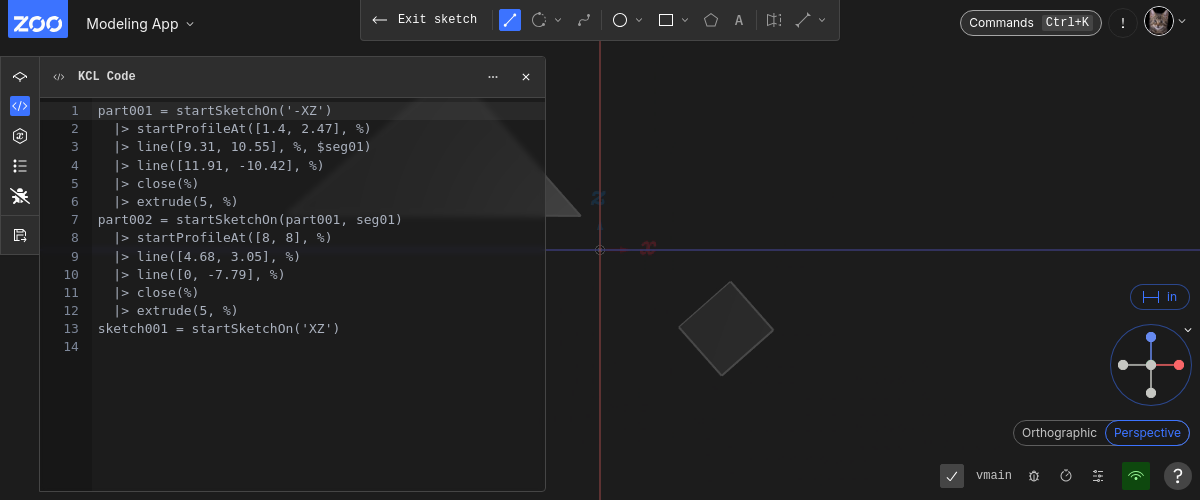 ZOO Modeling App
Exit sketch
A
Commands Ctrl+K
!
KCL Code
1 part001 = startSketchOn('-XZ')
2   |> startProfileAt([1.4, 2.47], %)
3   |> line([9.31, 10.55], %, $seg01)
4   |> line([11.91, -10.42], %)
5   |> close(%)
6   |> extrude(5, %)
7 part002 = startSketchOn(part001, seg01)
8   |> startProfileAt([8, 8], %)
9   |> line([4.68, 3.05], %)
10   |> line([0, -7.79], %)
11   |> close(%)
12   |> extrude(5, %)
13 sketch001 = startSketchOn('XZ')
14
z
x
in
Orthographic Perspective
vmain
?